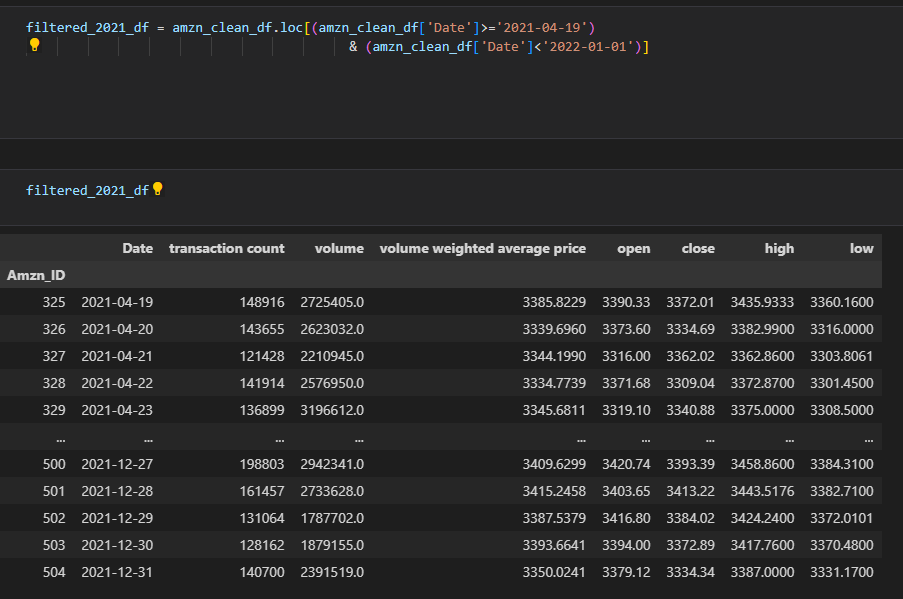 filtered_2021_df = amzn_clean_df.loc[(amzn_clean_df['Date']>='2021-04-19')
& (amzn_clean_df['Date']<'2022-01-01')]
filtered_2021_df
Date transaction count volume volume weighted average price open close high low
Amzn_ID
325 2021-04-19 148916 2725405.0 3385.8229 3390.33 3372.01 3435.9333 3360.1600
326 2021-04-20 143655 2623032.0 3339.6960 3373.60 3334.69 3382.9900 3316.0000
327 2021-04-21 121428 2210945.0 3344.1990 3316.00 3362.02 3362.8600 3303.8061
328 2021-04-22 141914 2576950.0 3334.7739 3371.68 3309.04 3372.8700 3301.4500
329 2021-04-23 136899 3196612.0 3345.6811 3319.10 3340.88 3375.0000 3308.5000
... ... ... ... ... ... ... ... ...
500 2021-12-27 198803 2942341.0 3409.6299 3420.74 3393.39 3458.8600 3384.3100
501 2021-12-28 161457 2733628.0 3415.2458 3403.65 3413.22 3443.5176 3382.7100
502 2021-12-29 131064 1787702.0 3387.5379 3416.80 3384.02 3424.2400 3372.0101
503 2021-12-30 128162 1879155.0 3393.6641 3394.00 3372.89 3417.7600 3370.4800
504 2021-12-31 140700 2391519.0 3350.0241 3379.12 3334.34 3387.0000 3331.1700